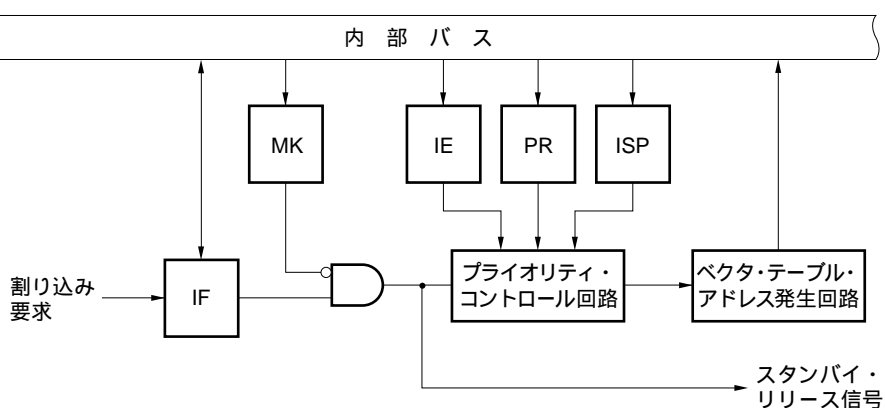 内 部 バ ス
MK
IE
PR
ISP
割り込み
要求
IF
プライオリティ・
コントロール回路
ベクタ・テーブル・
アドレス発生回路
スタンバイ・
リリース信号